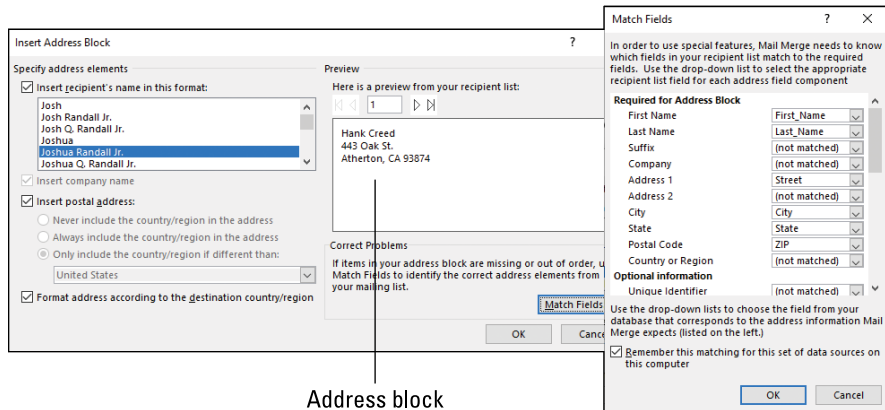 Insert Address Block
?
Specify address elements
Insert recipient's name in this format:
Josh
Josh Randall Jr.
Josh Q. Randall Jr.
Joshua
Joshua Randall Jr.
Joshua Q. Randall Jr.
Insert company name
Insert postal address:
Never include the country/region in the address
Always include the country/region in the address
Only include the country/region if different than:
United States
Format address according to the destination country/region
Preview
Here is a preview from your recipient list:
1
Hank Creed
443 Oak St.
Atherton, CA 93874
Correct Problems
If items in your address block are missing or out of order, u
Match Fields to identify the correct address elements from
your mailing list.
Match Fields
OK
Cance
Address block
Match Fields
?
In order to use special features, Mail Merge needs to know
which fields in your recipient list match to the required
fields. Use the drop-down list to select the appropriate
recipient list field for each address field component
Required for Address Block
First Name First_Name
Last Name Last_Name
Suffix (not matched)
Company (not matched)
Address 1 Street
Address 2 (not matched)
City City
State State
Postal Code ZIP
Country or Region (not matched)
Optional information
Unique Identifier (not matched)
Use the drop-down lists to choose the field from your
database that corresponds to the address information Mail
Merge expects (listed on the left.)
Remember this matching for this set of data sources on
this computer
OK
Cancel